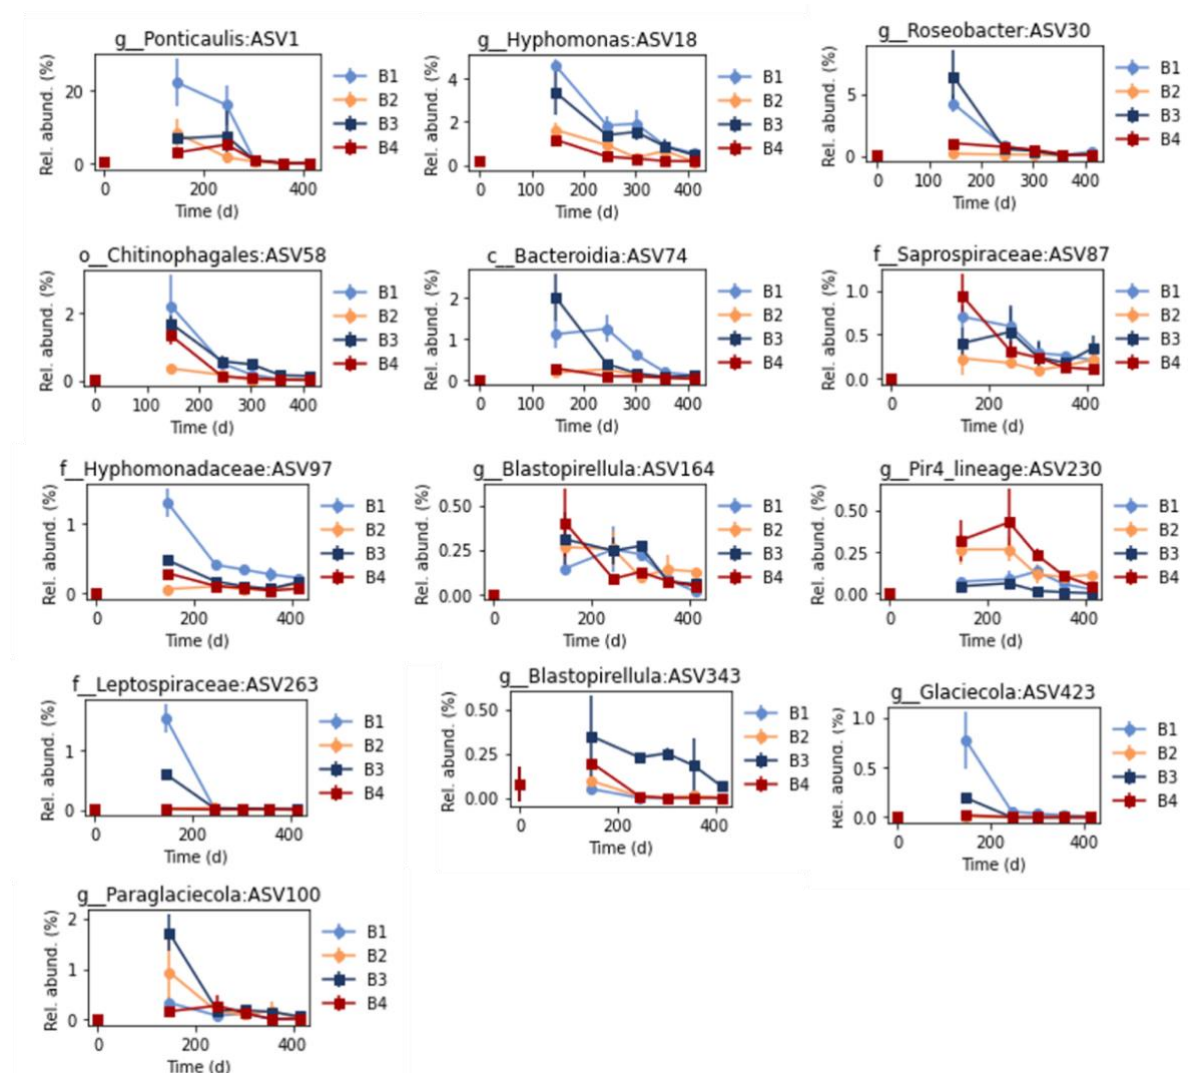 g__Ponticaulis:ASV1
Rel. abund. (%)
20
0
0
200
400
Time (d)
B1
B2
B3
B4
g__Hyphomonas:ASV18
Rel. abund. (%)
4
2
0
0
100
200
300
400
Time (d)
B1
B2
B3
B4
g__Roseobacter:ASV30
Rel. abund. (%)
5
0
0
100
200
300
400
Time (d)
B1
B2
B3
B4
o__Chitinophagales:ASV58
Rel. abund. (%)
2
0
0
100
200
300
400
Time (d)
B1
B2
B3
B4
c__Bacteroidia:ASV74
Rel. abund. (%)
2
1
0
0
100
200
300
400
Time (d)
B1
B2
B3
B4
f__Saprospiraceae:ASV87
Rel. abund. (%)
1.0
0.5
0.0
0
200
400
Time (d)
B1
B2
B3
B4
f__Hyphomonadaceae:ASV97
Rel. abund. (%)
1
0
0
200
400
Time (d)
B1
B2
B3
B4
g__Blastopirellula:ASV164
Rel. abund. (%)
0.50
0.25
0.00
0
200
400
Time (d)
B1
B2
B3
B4
g__Pir4_lineage:ASV230
Rel. abund. (%)
0.50
0.25
0.00
0
200
400
Time (d)
B1
B2
B3
B4
f__Leptospiraceae:ASV263
Rel. abund. (%)
1
0
0
200
400
Time (d)
B1
B2
B3
B4
g__Blastopirellula:ASV343
Rel. abund. (%)
0.50
0.25
0.00
0
200
400
Time (d)
B1
B2
B3
B4
g__Glaciecola:ASV423
Rel. abund. (%)
1.0
0.5
0.0
0
200
400
Time (d)
B1
B2
B3
B4
g__Paraglaciecola:ASV100
Rel. abund. (%)
2
1
0
0
200
400
Time (d)
B1
B2
B3
B4